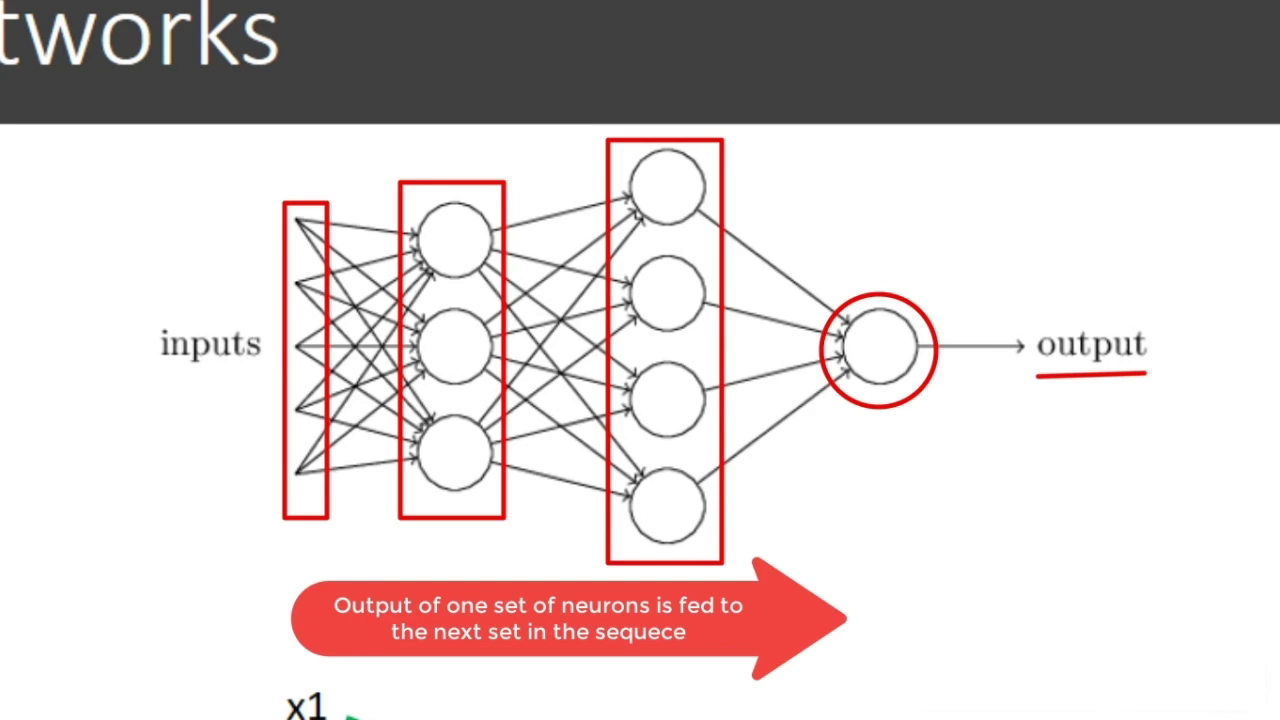 tworks
inputs
output
Output of one set of neurons is fed to
the next set in the sequece
x1